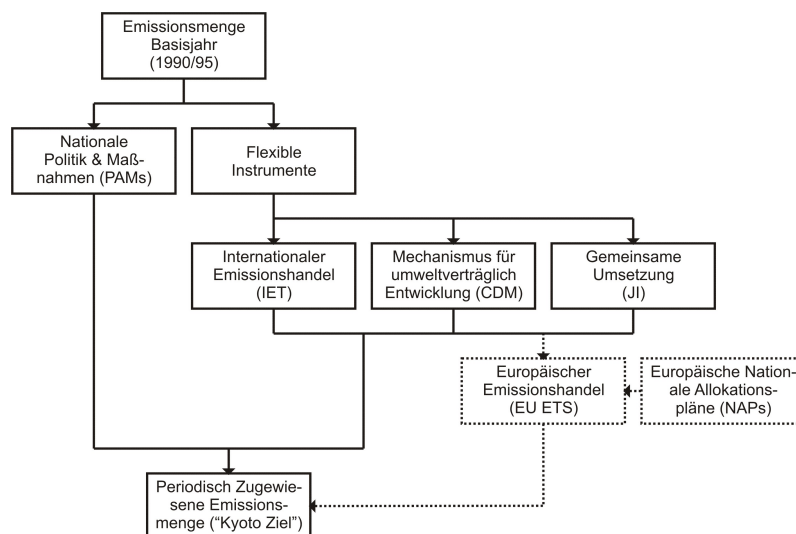 Emissionsmenge
Basisjahr
(1990/95)
Nationale
Politik & Maß-
nahmen (PAMs)
Flexible
Instrumente
Internationaler
Emissionshandel
(IET)
Mechanismus für
umweltverträglich
Entwicklung (CDM)
Gemeinsame
Umsetzung
(JI)
Europäischer
Emissionshandel
(EU ETS)
Europäische Nation-
ale Allokations-
pläne (NAPs)
Periodisch Zugewie-
sene Emissions-
menge (“Kyoto Ziel”)